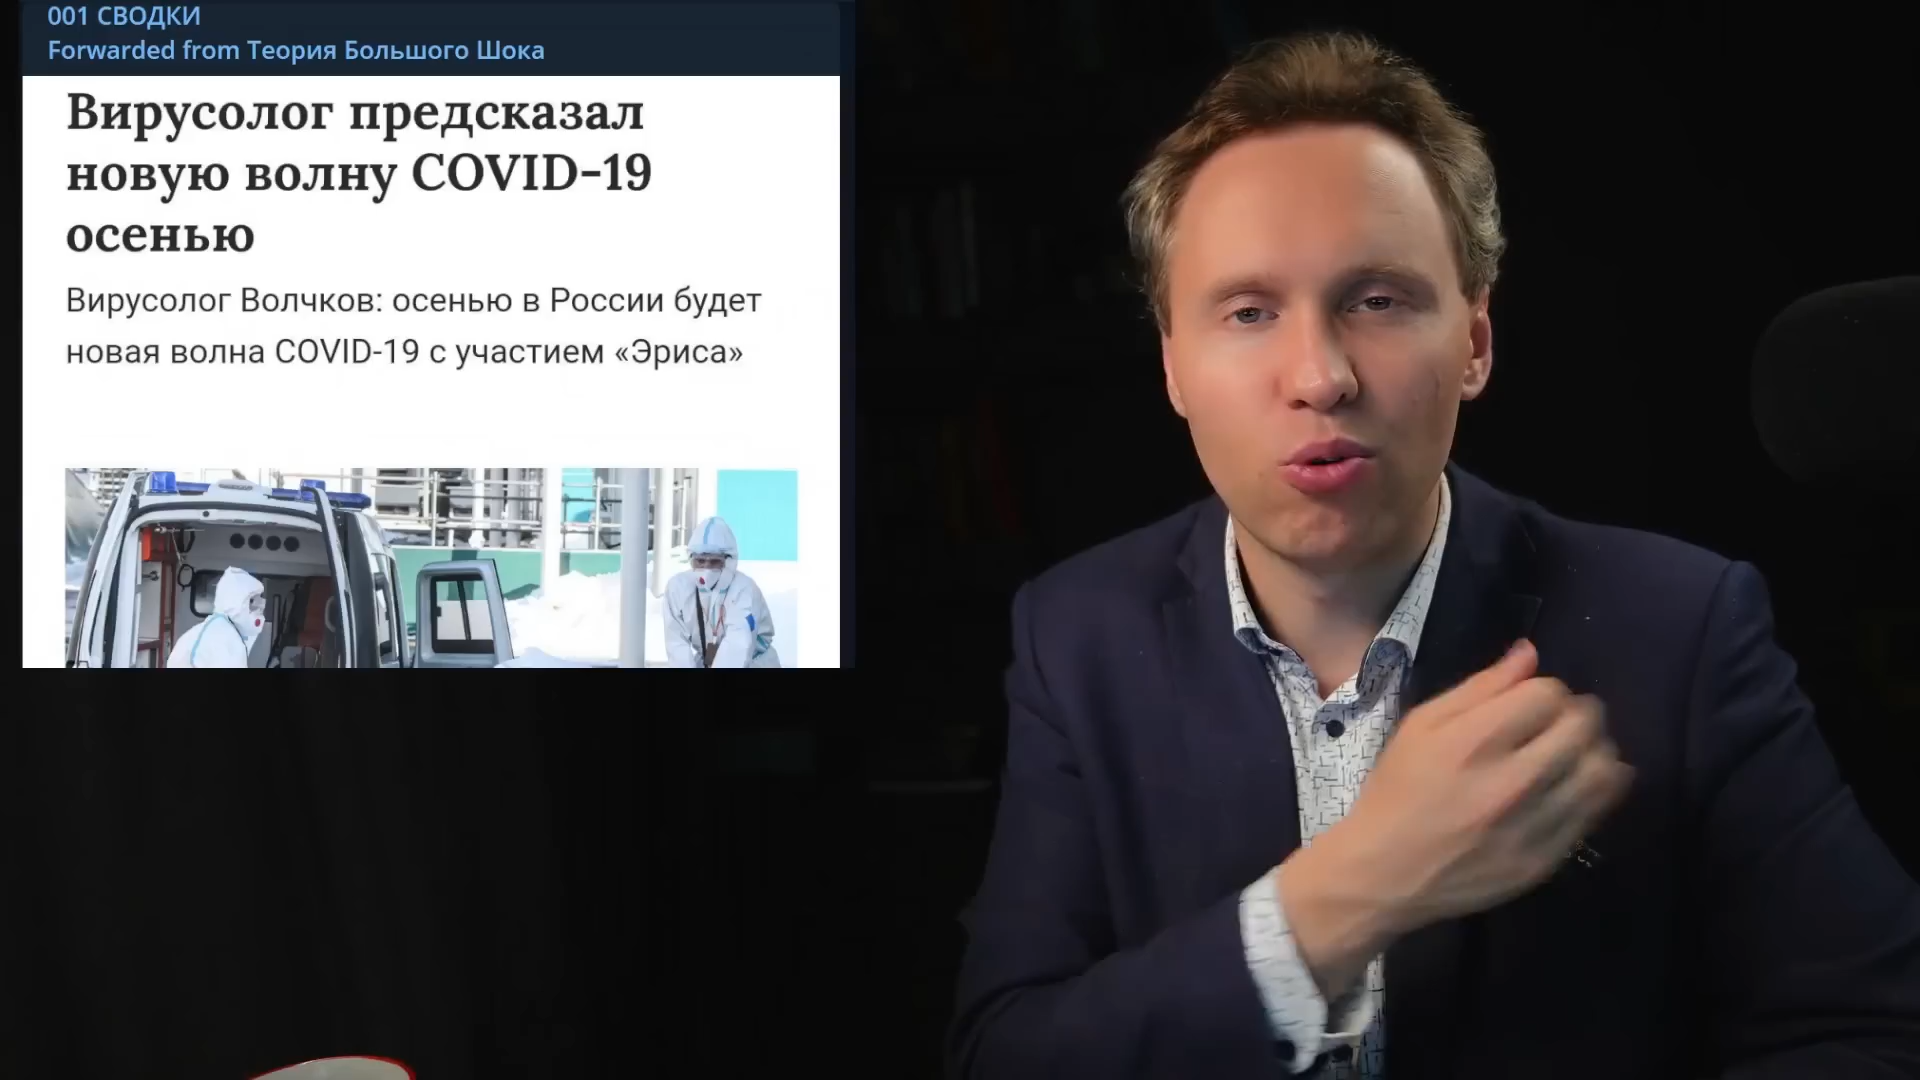 001 СВОДКИ
Forwarded from Теория Большого Шока
Вирусолог предсказал
новую волну COVID-19
осенью
Вирусолог Волчков: осенью в России будет
новая волна COVID-19 с участием «Эриса»